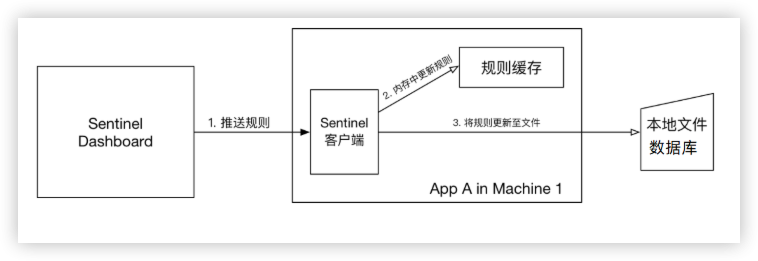 Sentinel
Dashboard
1. 推送规则
Sentinel
客户端
2. 内存中更新规则
规则缓存
3. 将规则更新至文件
本地文件
数据库
App A in Machine 1